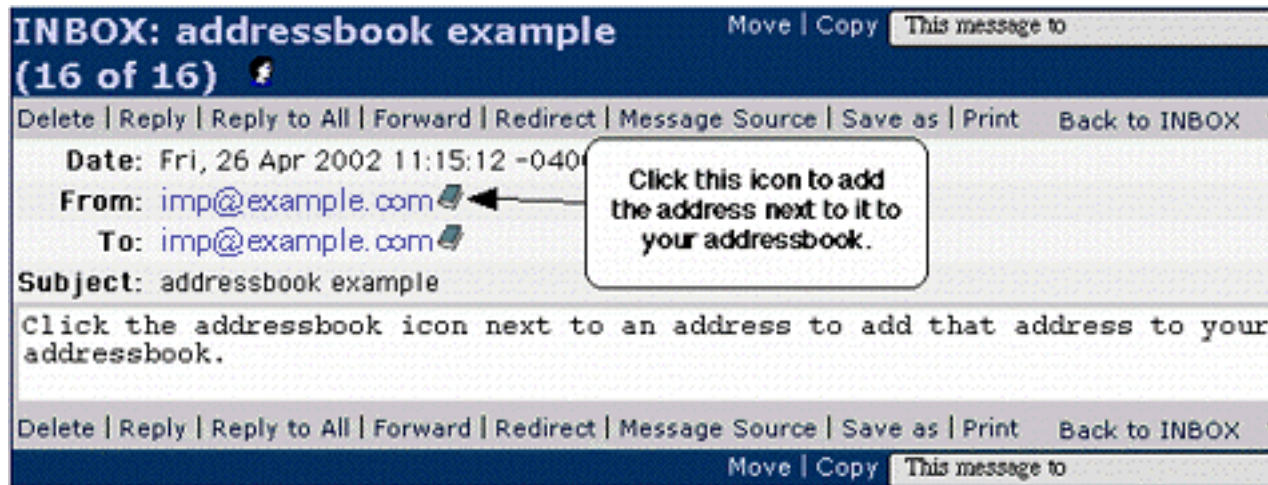 INBOX: addressbook example Move | Copy This message to
(16 of 16)
Delete | Reply | Reply to All | Forward | Redirect | Message Source | Save as | Print Back to INBOX
Date: Fri, 26 Apr 2002 11:15:12 -040
From: imp@example.com
To: imp@example.com
Click this icon to add
the address next to it to
your addressbook.
Subject: addressbook example
Click the addressbook icon next to an address to add that address to your
addressbook.
Delete | Reply | Reply to All | Forward | Redirect | Message Source | Save as | Print Back to INBOX
Move | Copy This message to